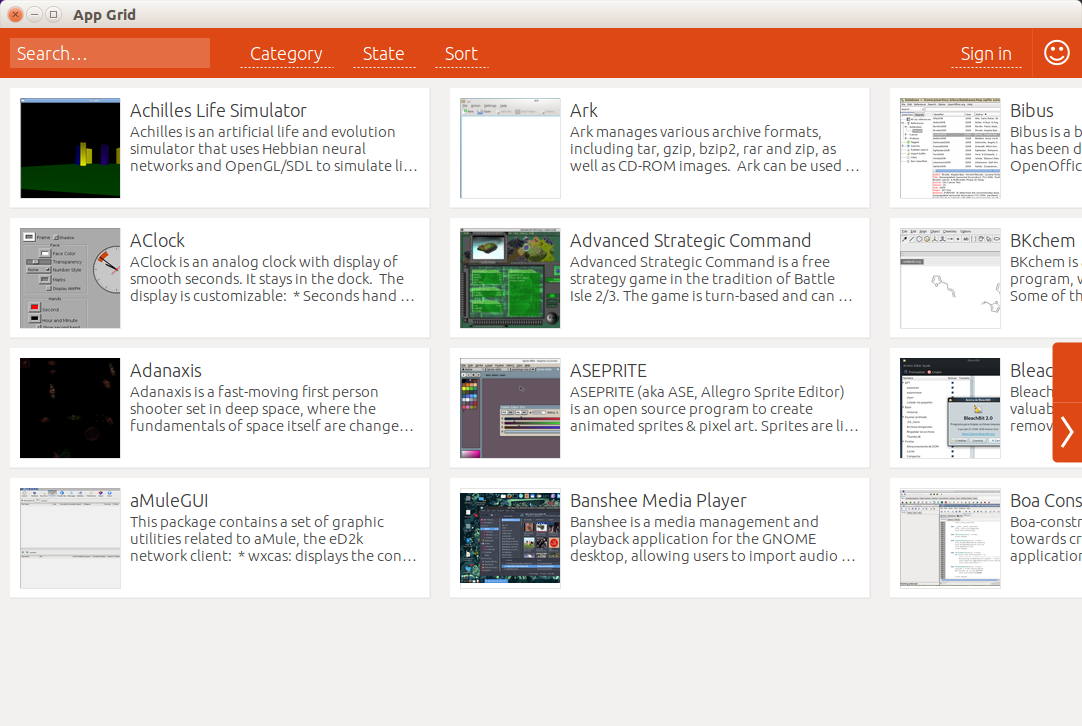 App Grid
Search...
Category
State
Sort
Sign in
Achilles Life Simulator
Achilles is an artificial life and evolution
simulator that uses Hebbian neural
networks and OpenGL/SDL to simulate li...
AClock
AClock is an analog clock with display of
smooth seconds. It stays in the dock. The
display is customizable: * Seconds hand ...
Adanaxis
Adanaxis is a fast-moving first person
shooter set in deep space, where the
fundamentals of space itself are change...
aMuleGUI
This package contains a set of graphic
utilities related to aMule, the eD2k
network client: * wxcas: displays the con...
Ark
Ark manages various archive formats,
including tar, gzip, bzip2, rar and zip, as
well as CD-ROM images. Ark can be used ...
Advanced Strategic Command
Advanced Strategic Command is a free
strategy game in the tradition of Battle
Isle 2/3. The game is turn-based and can ...
ASEPRITE
ASEPRITE (aka ASE, Allegro Sprite Editor)
is an open source program to create
animated sprites & pixel art. Sprites are li...
Banshee Media Player
Banshee is a media management and
playback application for the GNOME
desktop, allowing users to import audio ...
Bibus
Bibus is a b
has been d
OpenOffic
BKchem
BKchem is
program, v
Some of th
Bleac
Bleach
valuab
remov
Boa Cons
Boa-constr
towards cr
application